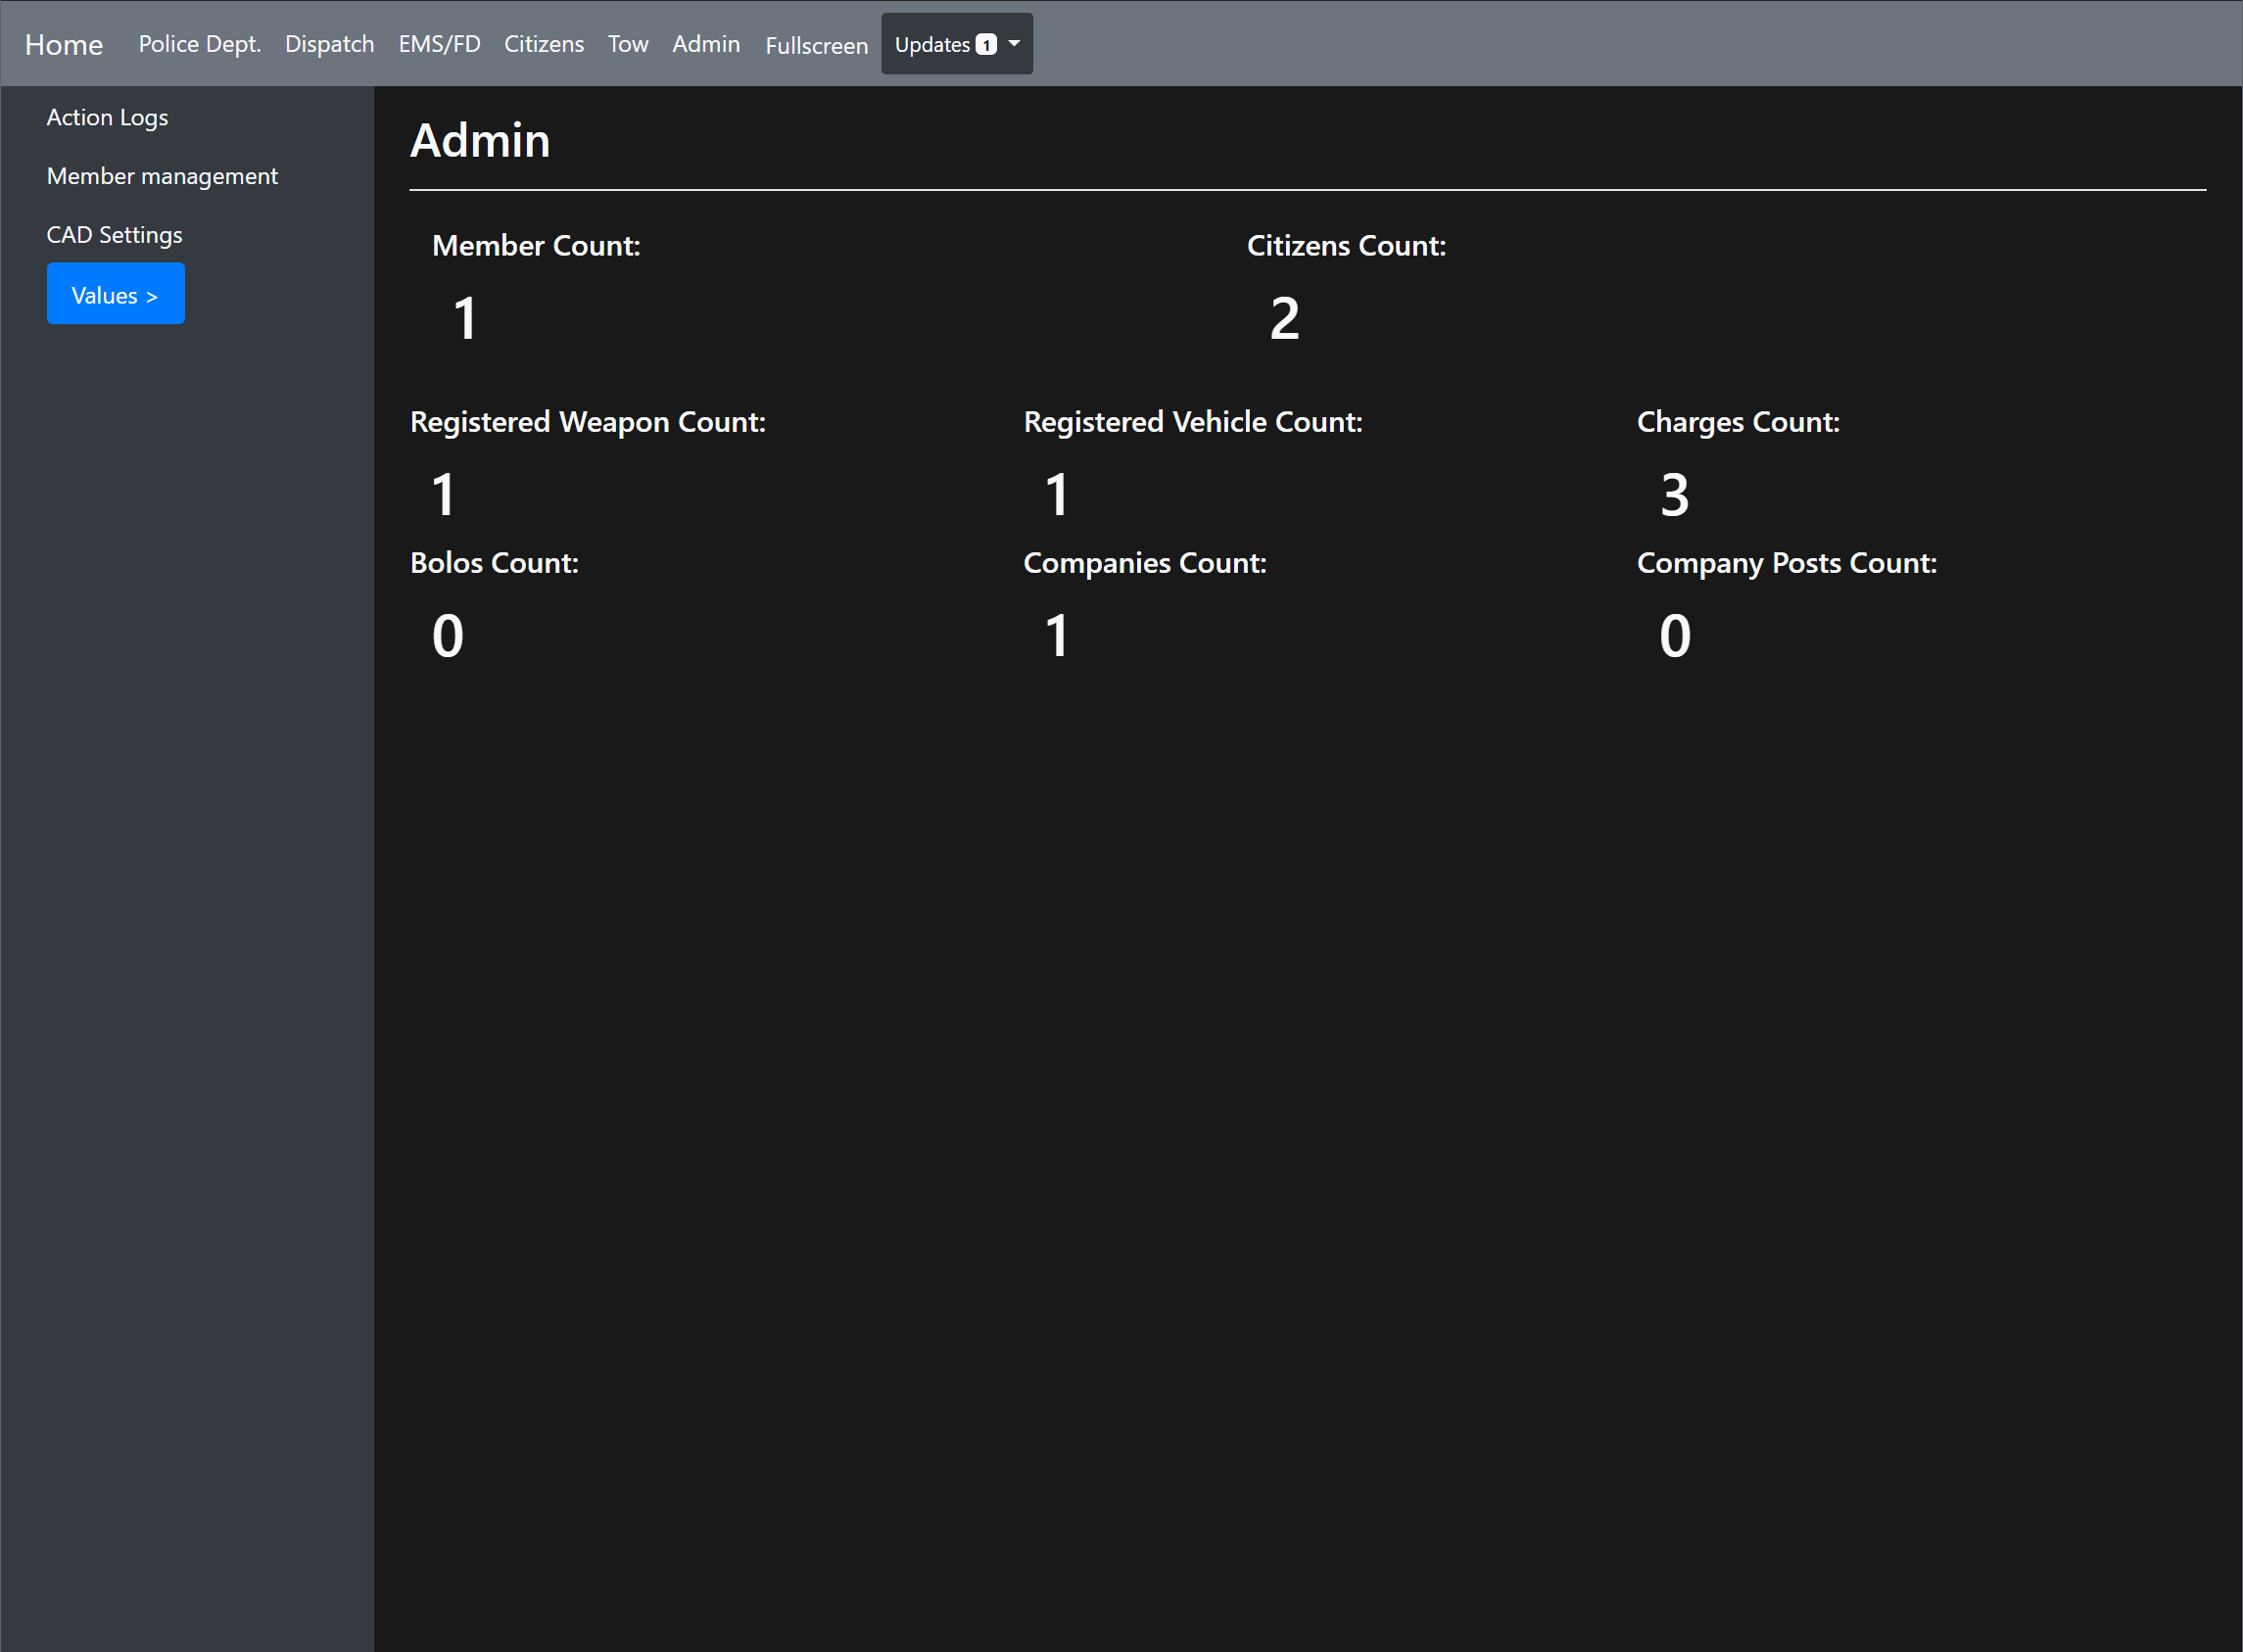 Home Police Dept. Dispatch EMS/FD Citizens Tow Admin Fullscreen Updates 1
Action Logs
Member management
CAD Settings
Values >
Admin
Member Count: Citizens Count:
1 2
Registered Weapon Count: Registered Vehicle Count: Charges Count:
1 1 3
Bolos Count: Companies Count: Company Posts Count:
0 1 0